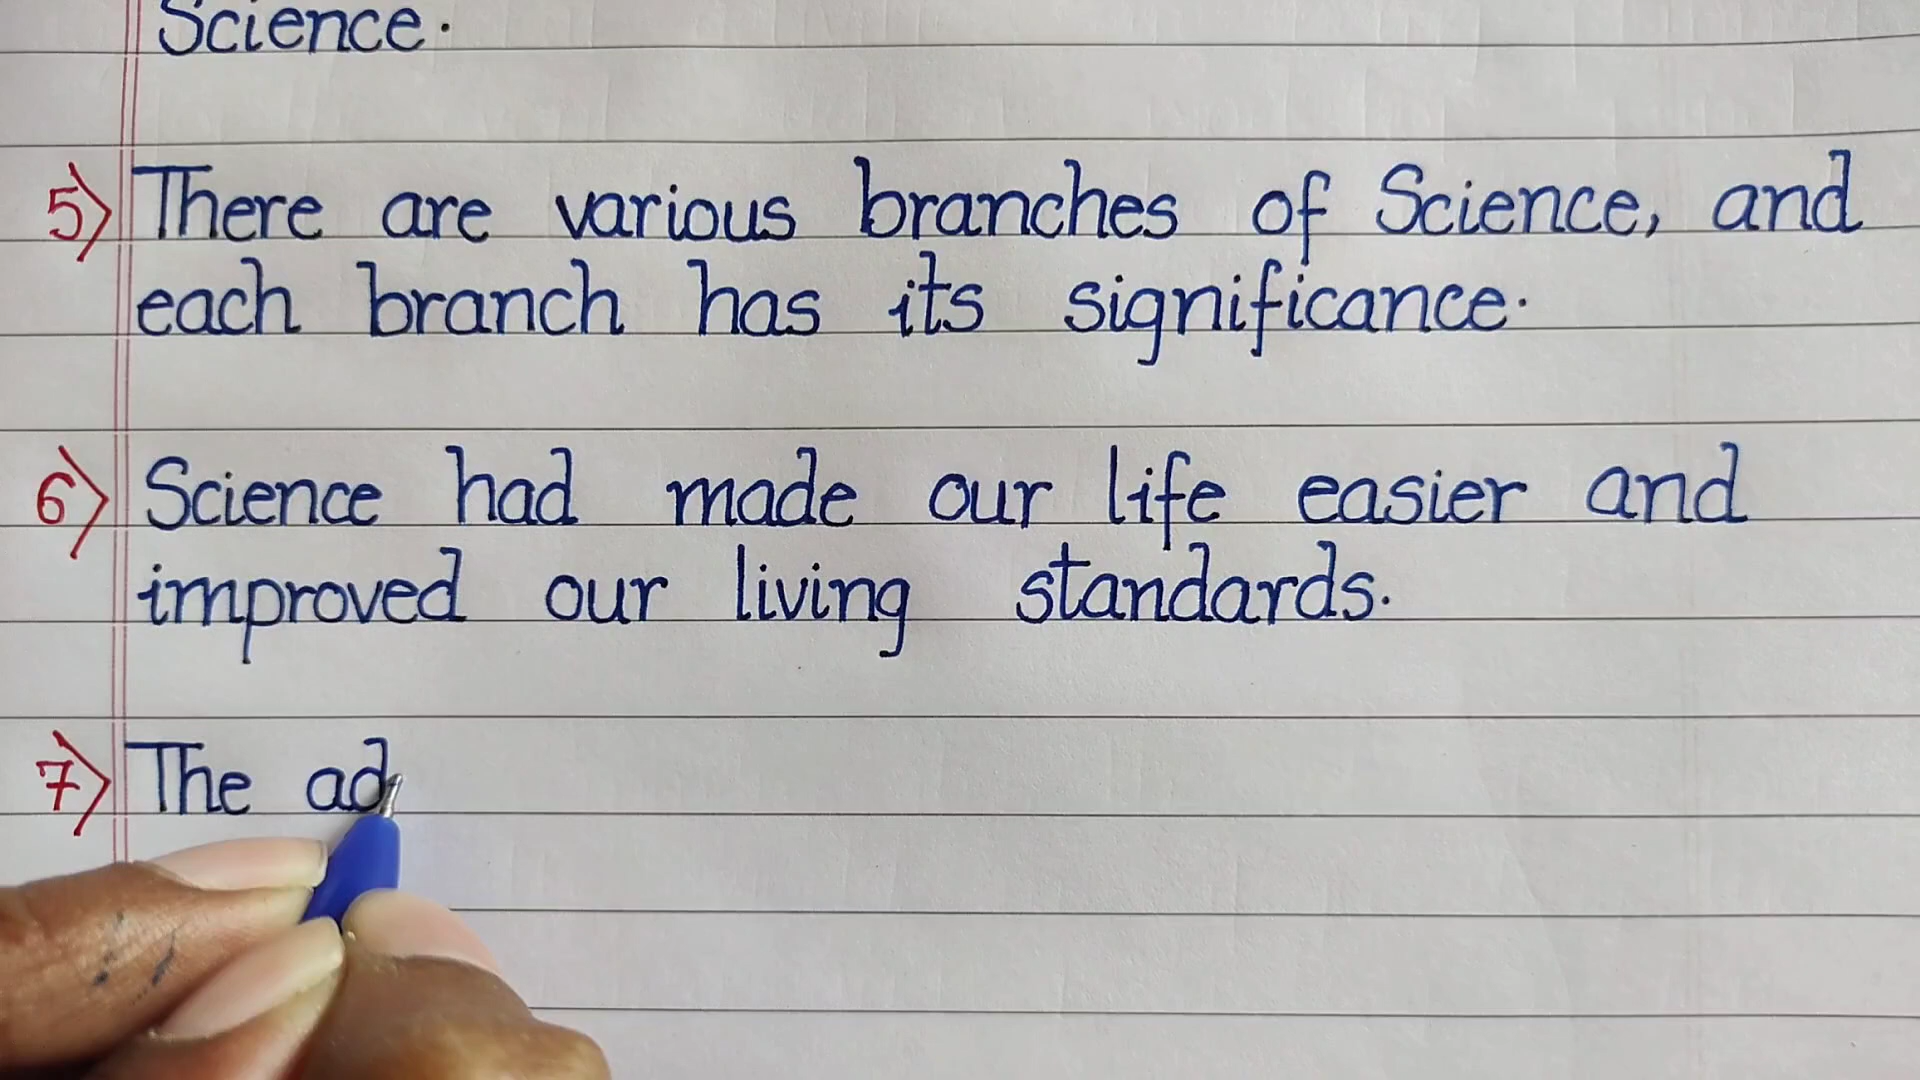 Science.
5) There are various branches of Science, and
each branch has its significance.
6) Science had made our life easier and
improved our living standards.
7) The ad